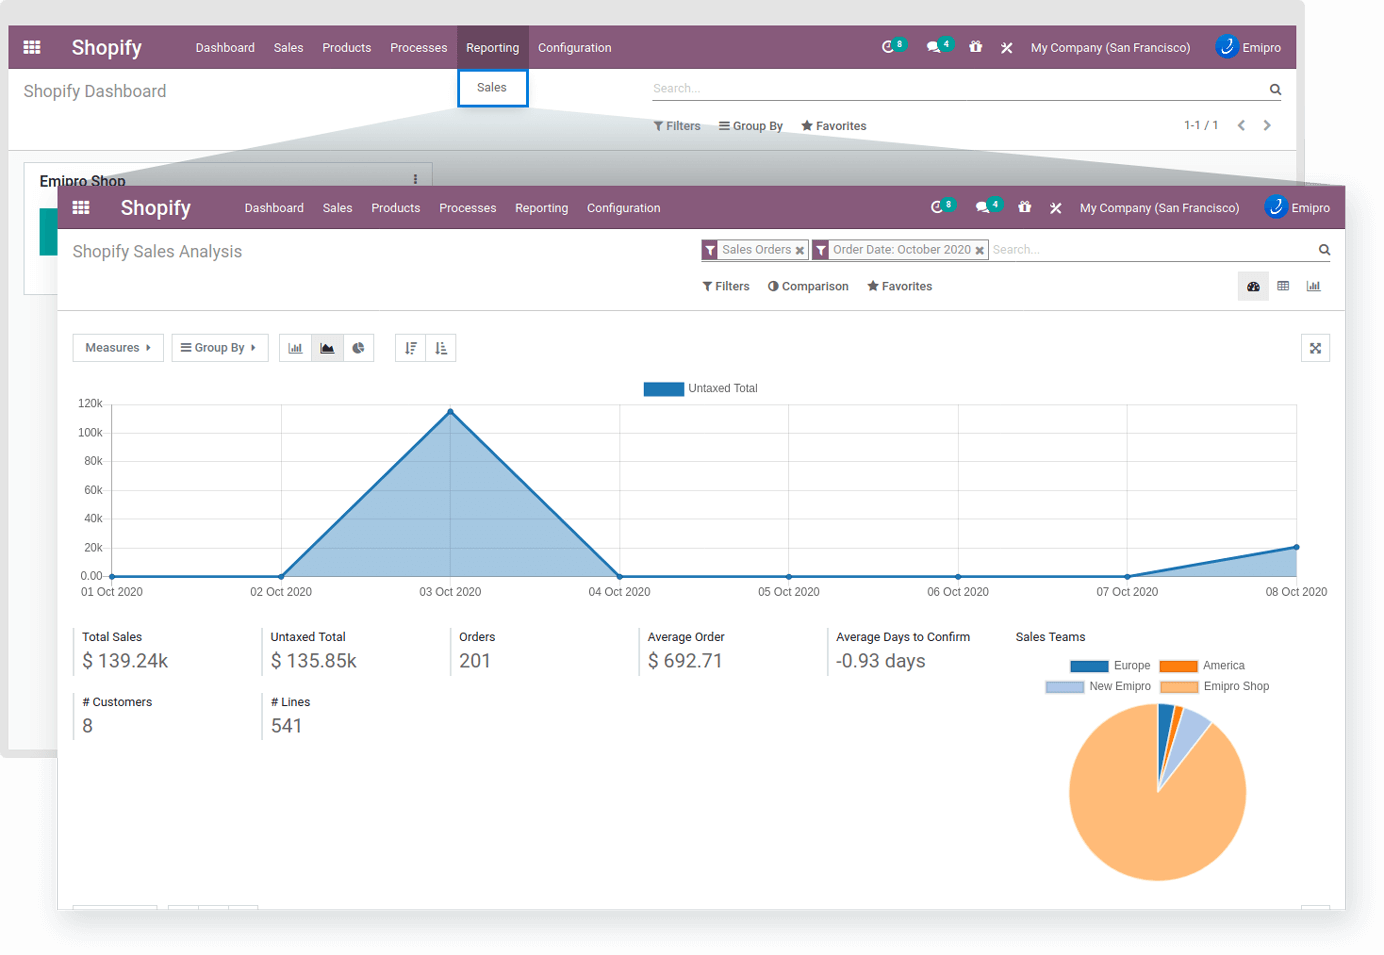 Shopify Dashboard Sales Products Processes Reporting Configuration 8 4 My Company (San Francisco) Emipro
Shopify Dashboard
Sales
Search...
Filters Group By Favorites 1-1 / 1
Emipro Shop
Shopify Dashboard Sales Products Processes Reporting Configuration 8 4 My Company (San Francisco) Emipro
Shopify Sales Analysis
Sales Orders Order Date: October 2020 Search...
Filters Comparison Favorites
Measures Group By
Untaxed Total
120k
100k
80k
60k
40k
20k
0.00
01 Oct 2020 02 Oct 2020 03 Oct 2020 04 Oct 2020 05 Oct 2020 06 Oct 2020 07 Oct 2020 08 Oct 2020
Total Sales Untaxed Total Orders Average Order Average Days to Confirm Sales Teams
$ 139.24k $ 135.85k 201 $ 692.71 -0.93 days
Europe America
New Emipro Emipro Shop
# Customers # Lines
8 541